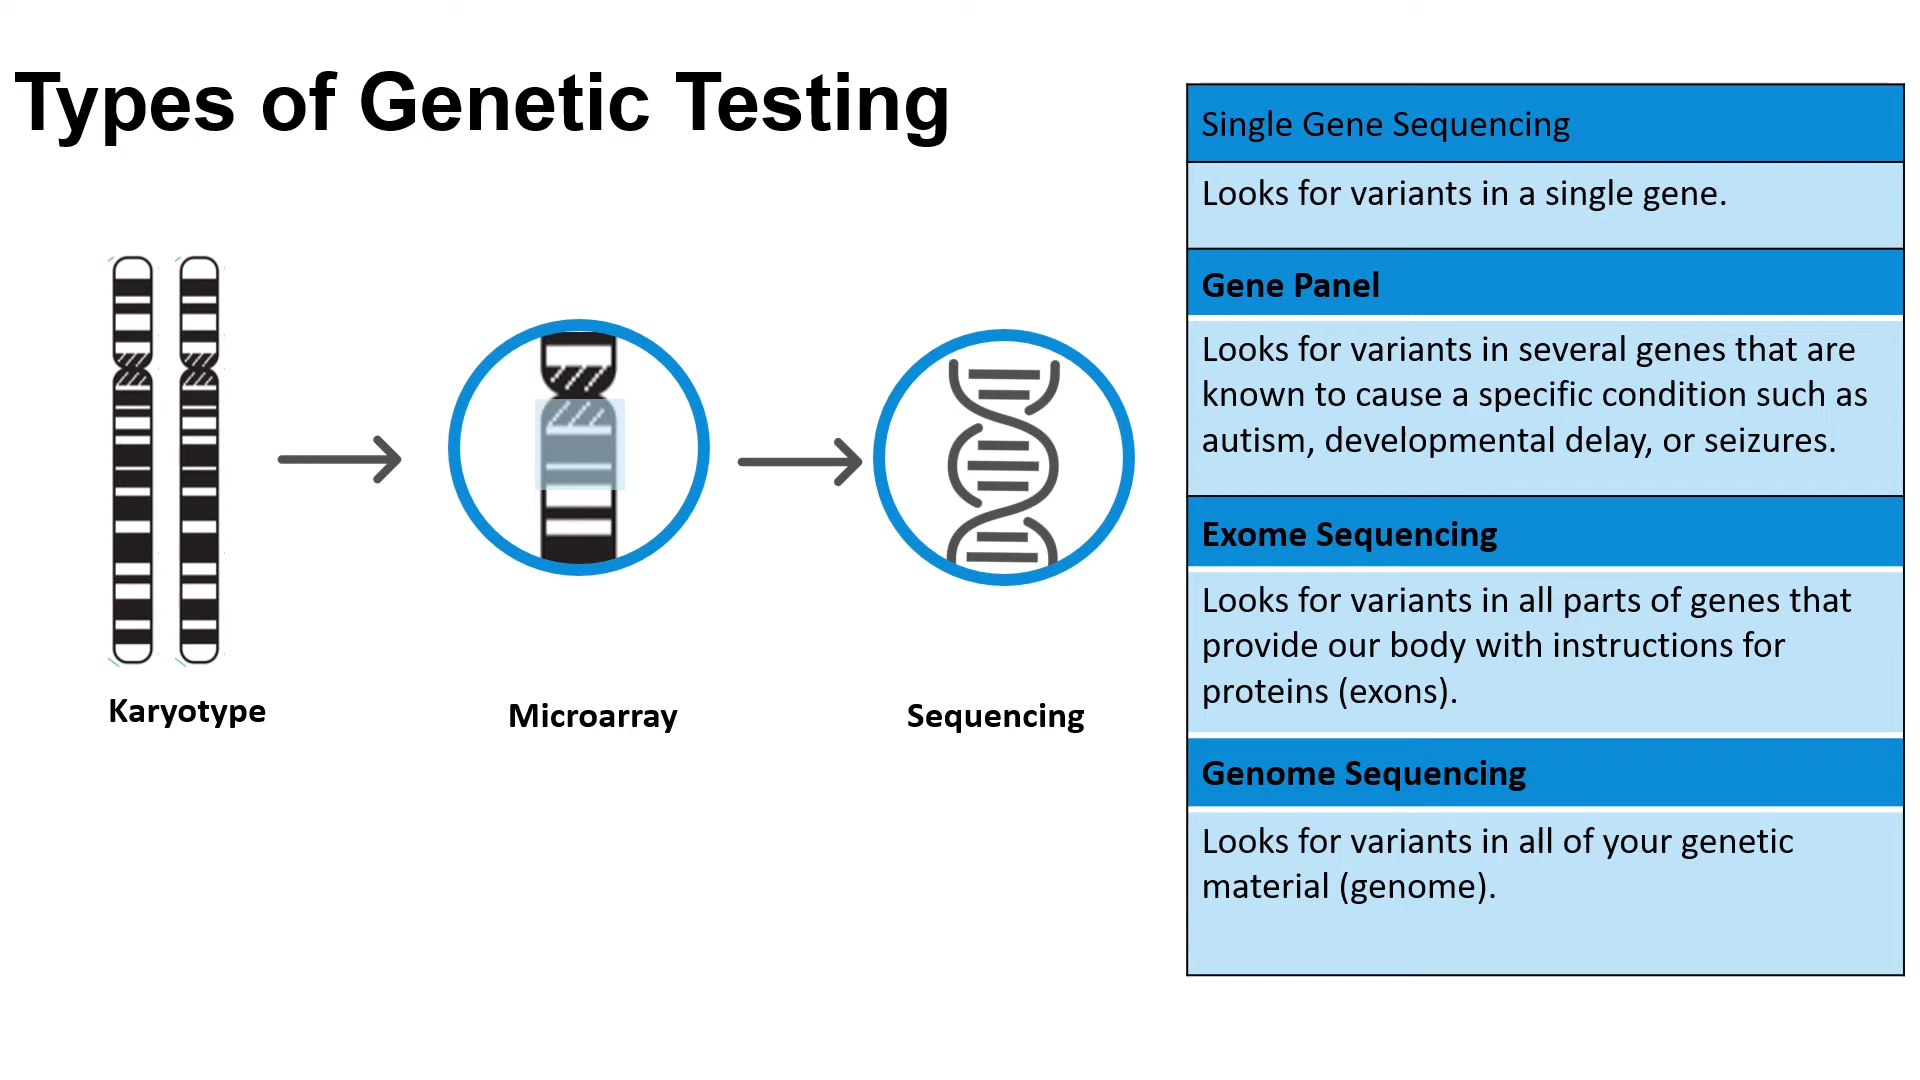 Types of Genetic Testing
Karyotype
Microarray
Sequencing
Single Gene Sequencing
Looks for variants in a single gene.
Gene Panel
Looks for variants in several genes that are
known to cause a specific condition such as
autism, developmental delay, or seizures.
Exome Sequencing
Looks for variants in all parts of genes that
provide our body with instructions for
proteins (exons).
Genome Sequencing
Looks for variants in all of your genetic
material (genome).